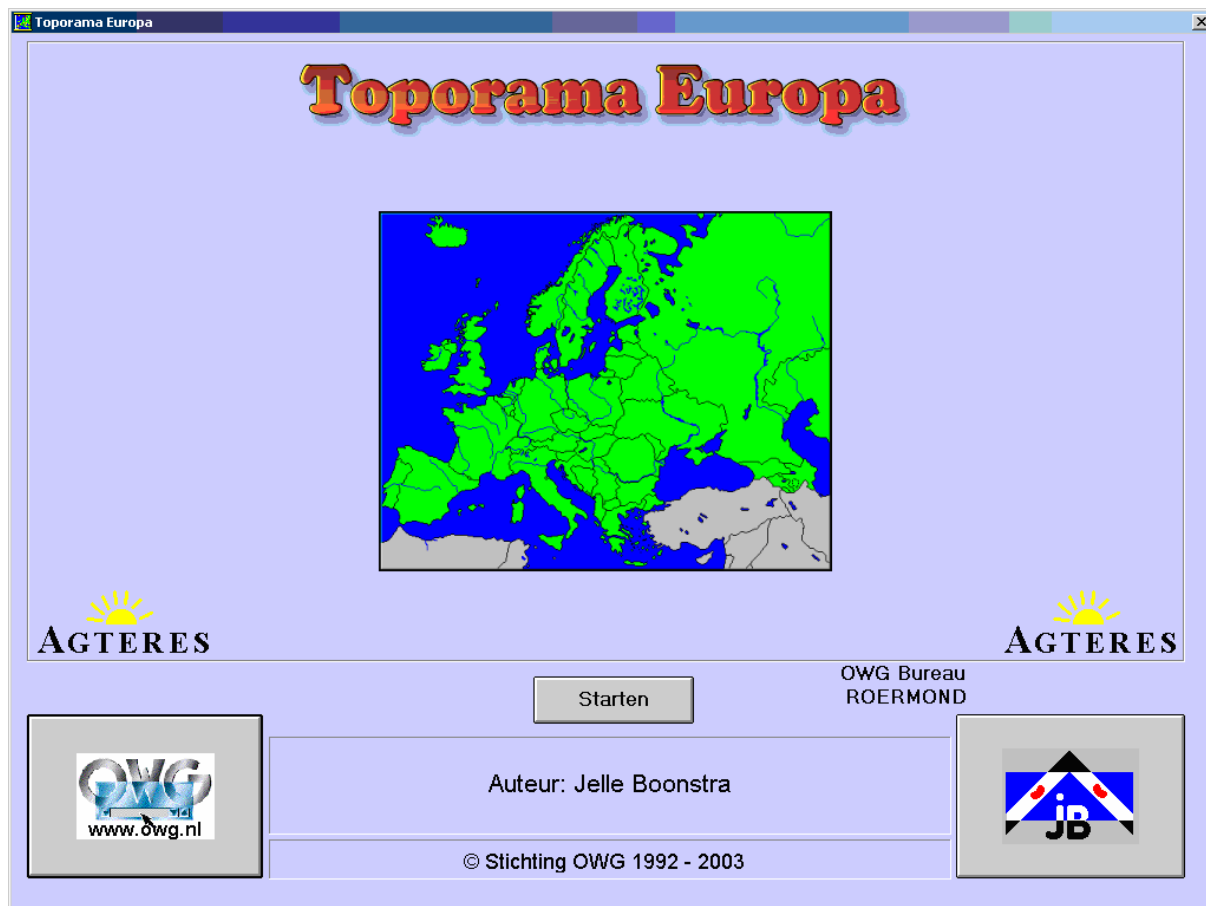 Toporama Europa
Toporama Europa
AGTERES
AGTERES
OWG Bureau
ROERMOND
Starten
OWG
www.owg.nl
Auteur: Jelle Boonstra
jB
© Stichting OWG 1992 - 2003